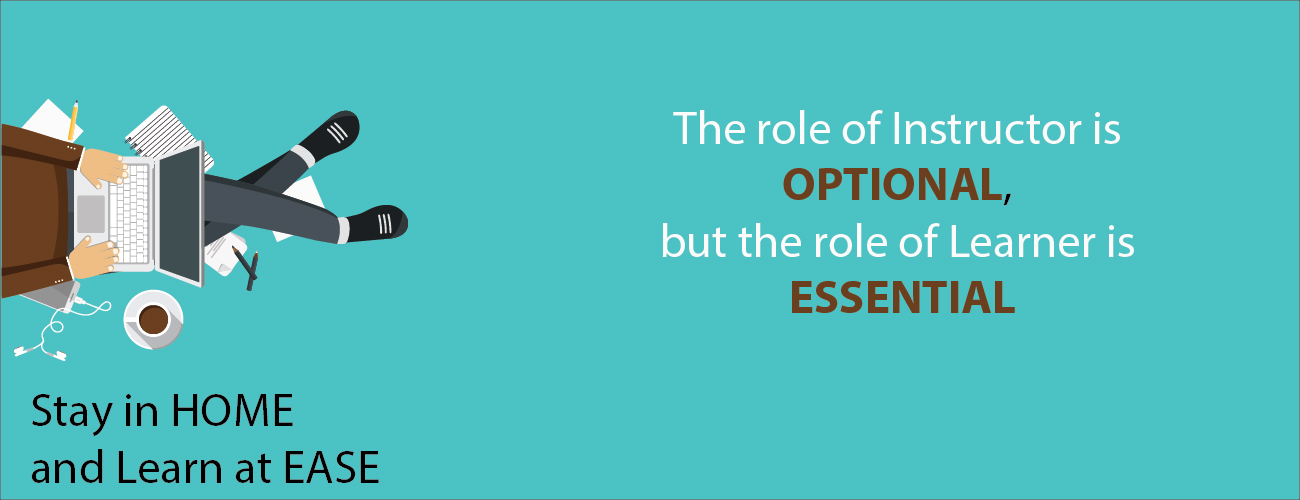 The role of Instructor is
OPTIONAL,
but the role of Learner is
ESSENTIAL
Stay in HOME
and Learn at EASE